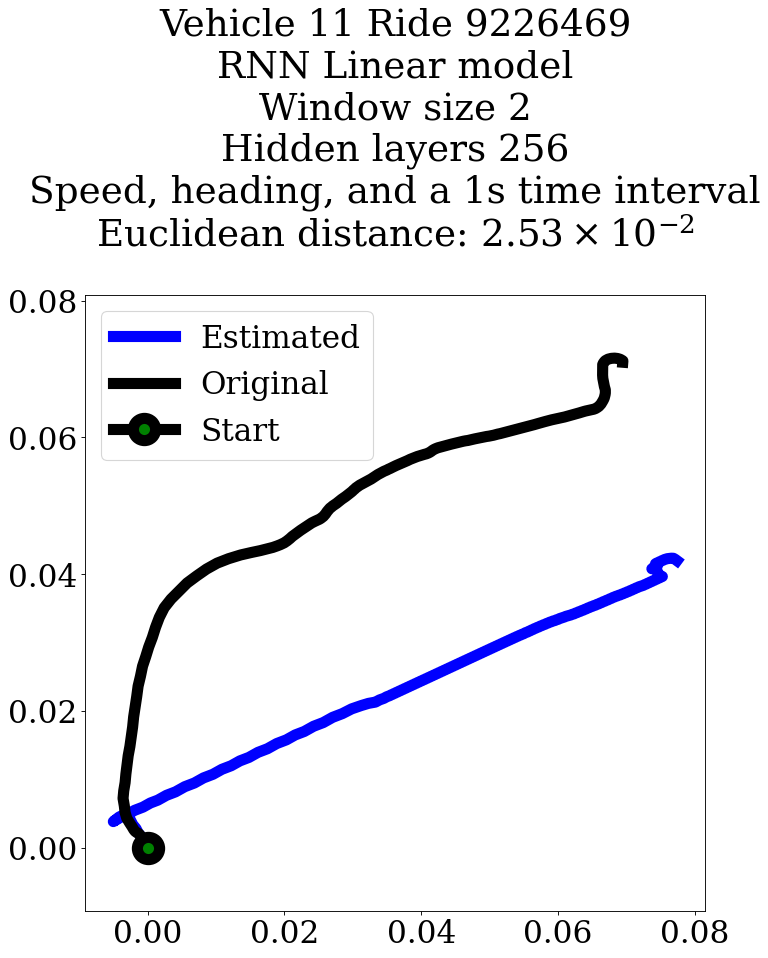 Vehicle 11 Ride 9226469
RNN Linear model
Window size 2
Hidden layers 256
Speed, heading, and a 1s time interval
Euclidean distance: 2.53 × 10⁻²
0.08
0.06
0.04
0.02
0.00
Estimated
Original
Start
0.00 0.02 0.04 0.06 0.08